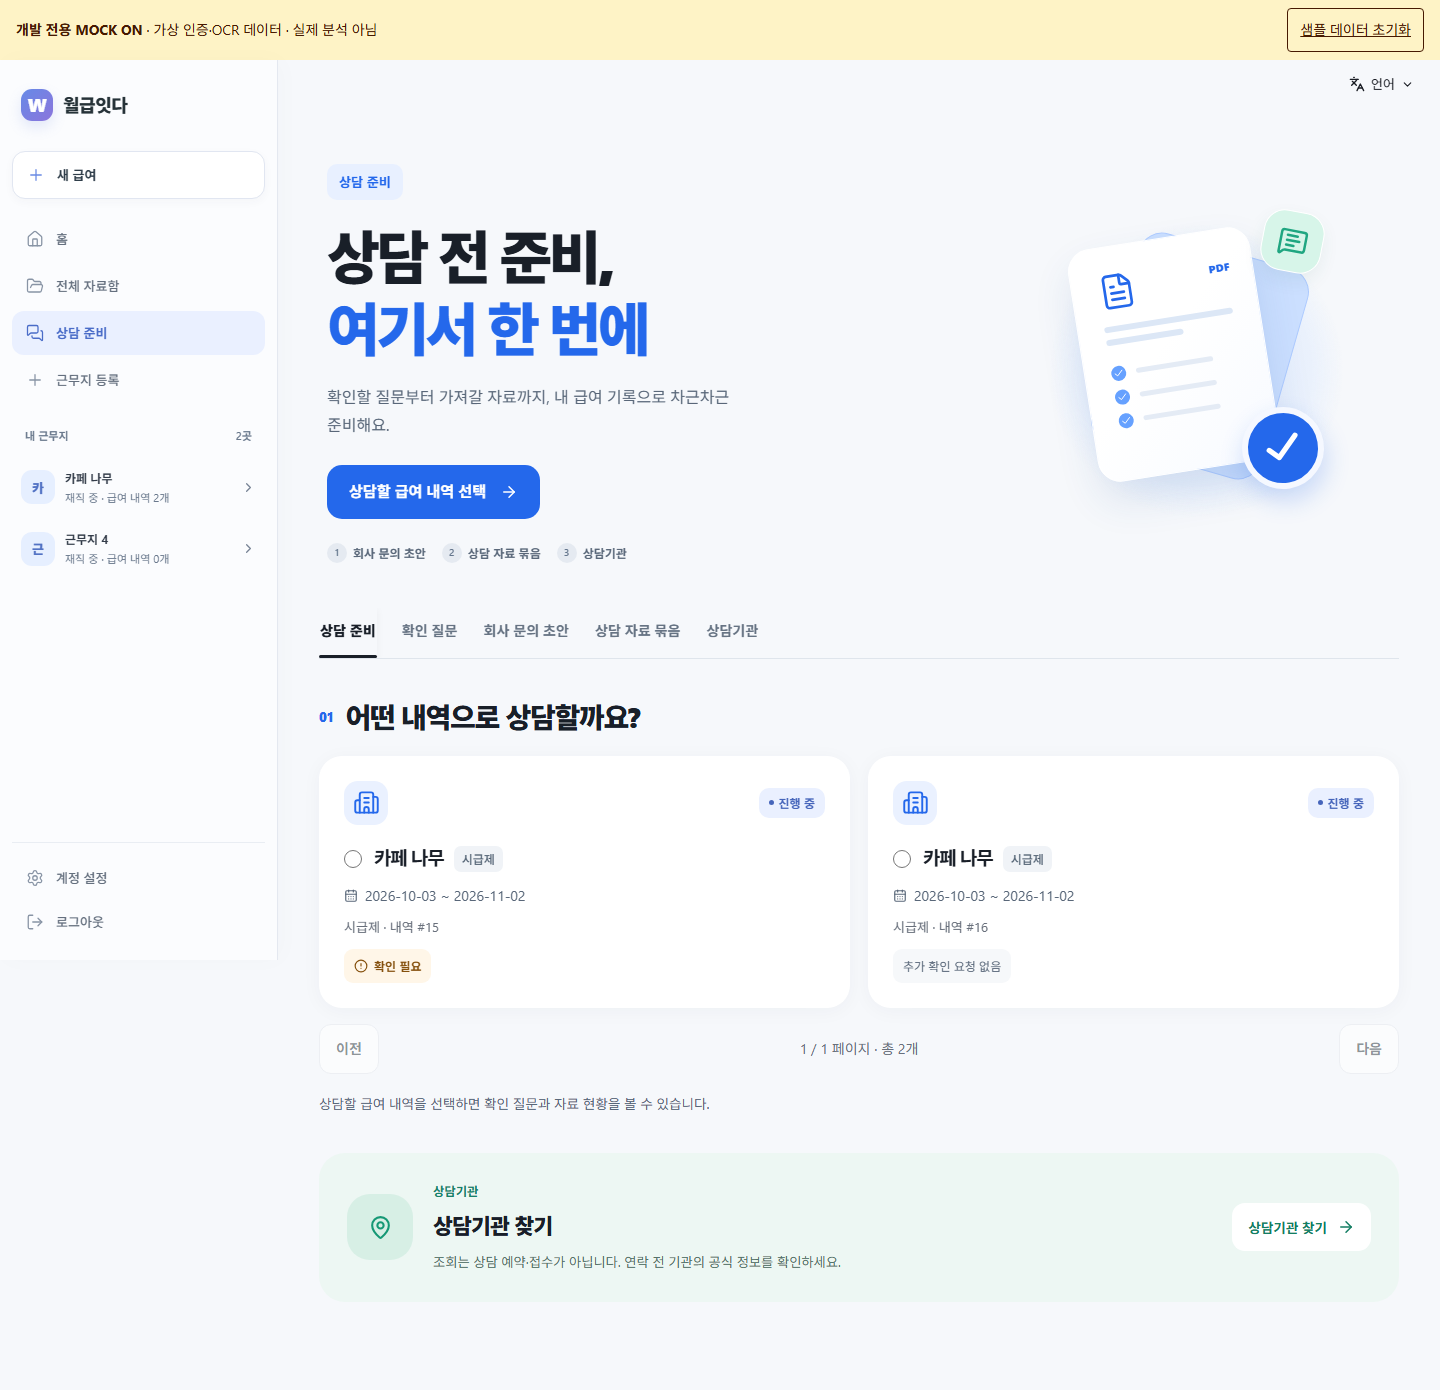 개발 전용 MOCK ON · 가상 인증·OCR 데이터 · 실제 분석 아님
샘플 데이터 초기화
W 월급잇다
언어
새 급여
홈
전체 자료함
상담 준비
근무지 등록
내 근무지 2곳
카 카페 나무
재직 중 · 급여 내역 2개
근 근무지 4
재직 중 · 급여 내역 0개
계정 설정
로그아웃
상담 준비
상담 전 준비,
여기서 한 번에
확인할 질문부터 가져갈 자료까지, 내 급여 기록으로 차근차근
준비해요.
상담할 급여 내역 선택
1 회사 문의 초안 2 상담 자료 묶음 3 상담기관
PDF
상담 준비 확인 질문 회사 문의 초안 상담 자료 묶음 상담기관
01 어떤 내역으로 상담할까요?
진행 중
카페 나무 시급제
2026-10-03 ~ 2026-11-02
시급제 · 내역 #15
확인 필요
진행 중
카페 나무 시급제
2026-10-03 ~ 2026-11-02
시급제 · 내역 #16
추가 확인 요청 없음
이전 1 / 1 페이지 · 총 2개 다음
상담할 급여 내역을 선택하면 확인 질문과 자료 현황을 볼 수 있습니다.
상담기관
상담기관 찾기
조회는 상담 예약·접수가 아닙니다. 연락 전 기관의 공식 정보를 확인하세요.
상담기관 찾기